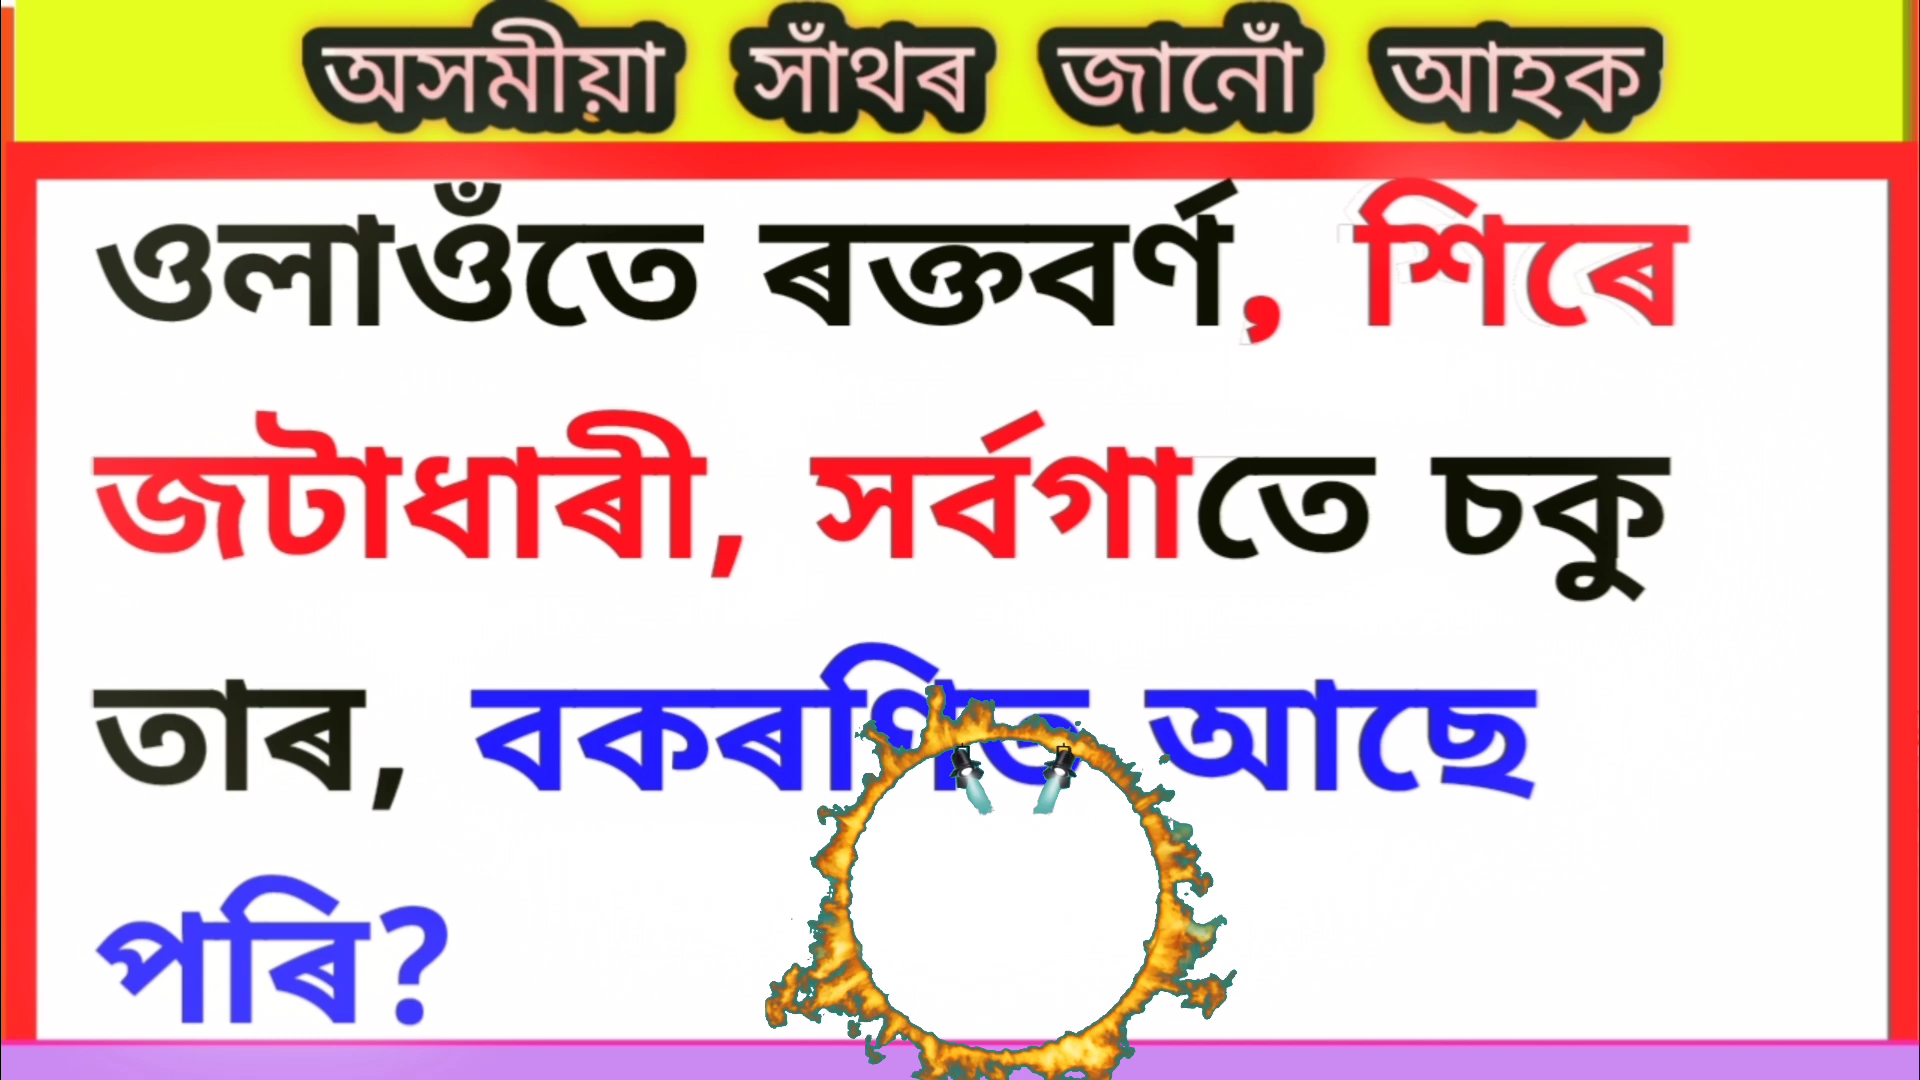 অসমীয়া সাঁথৰ জানোঁ আহক
ওলাওঁতে ৰক্তবৰ্ণ, শিৰে
জটাধাৰী, সৰ্বগাতে চকু
তাৰ, বকৰণিত আছে
পৰি?